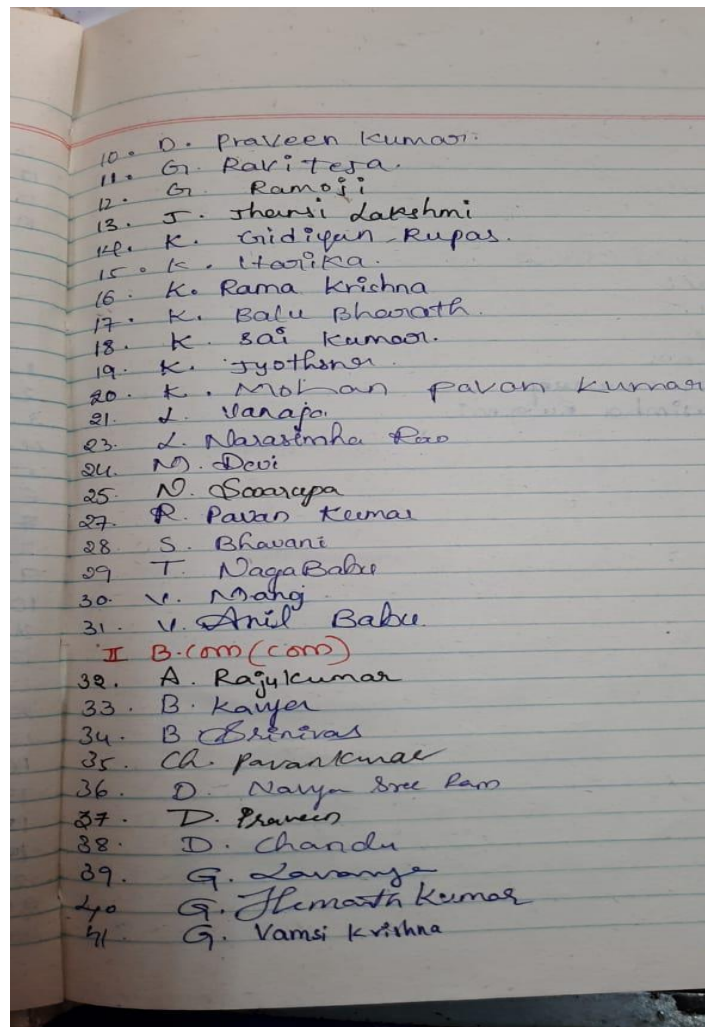 10. D. Praveen Kumar.
11. G. Raviteja.
12. G. Ramoji
13. J. Jhansi Lakshmi
14. K. Gidiyan Rupas.
15. K. Harika.
16. K. Rama Krishna
17. K. Balu Bharath.
18. K. Sai Kumar.
19. K. Jyothsna.
20. K. Mohan Pavan Kumar
21. L. Vanaja.
23. L. Narasimha Rao
24. M. Devi
25. N. Swarupa
27. R. Pavan Kumar
28. S. Bhavani
29 T. NagaBabu
30. V. Manoj
31. V. Anil Babu.
II B.com (com)
32. A. Rajukumar
33. B. Kavya
34. B Srinivas
35. Ch. Pavankumar
36. D. Navya Sree Ram
37. D. Praveen
38. D. Chandu
39. G. Lavanya
40 G. Hemanth Kumar
41. G. Vamsi Krishna